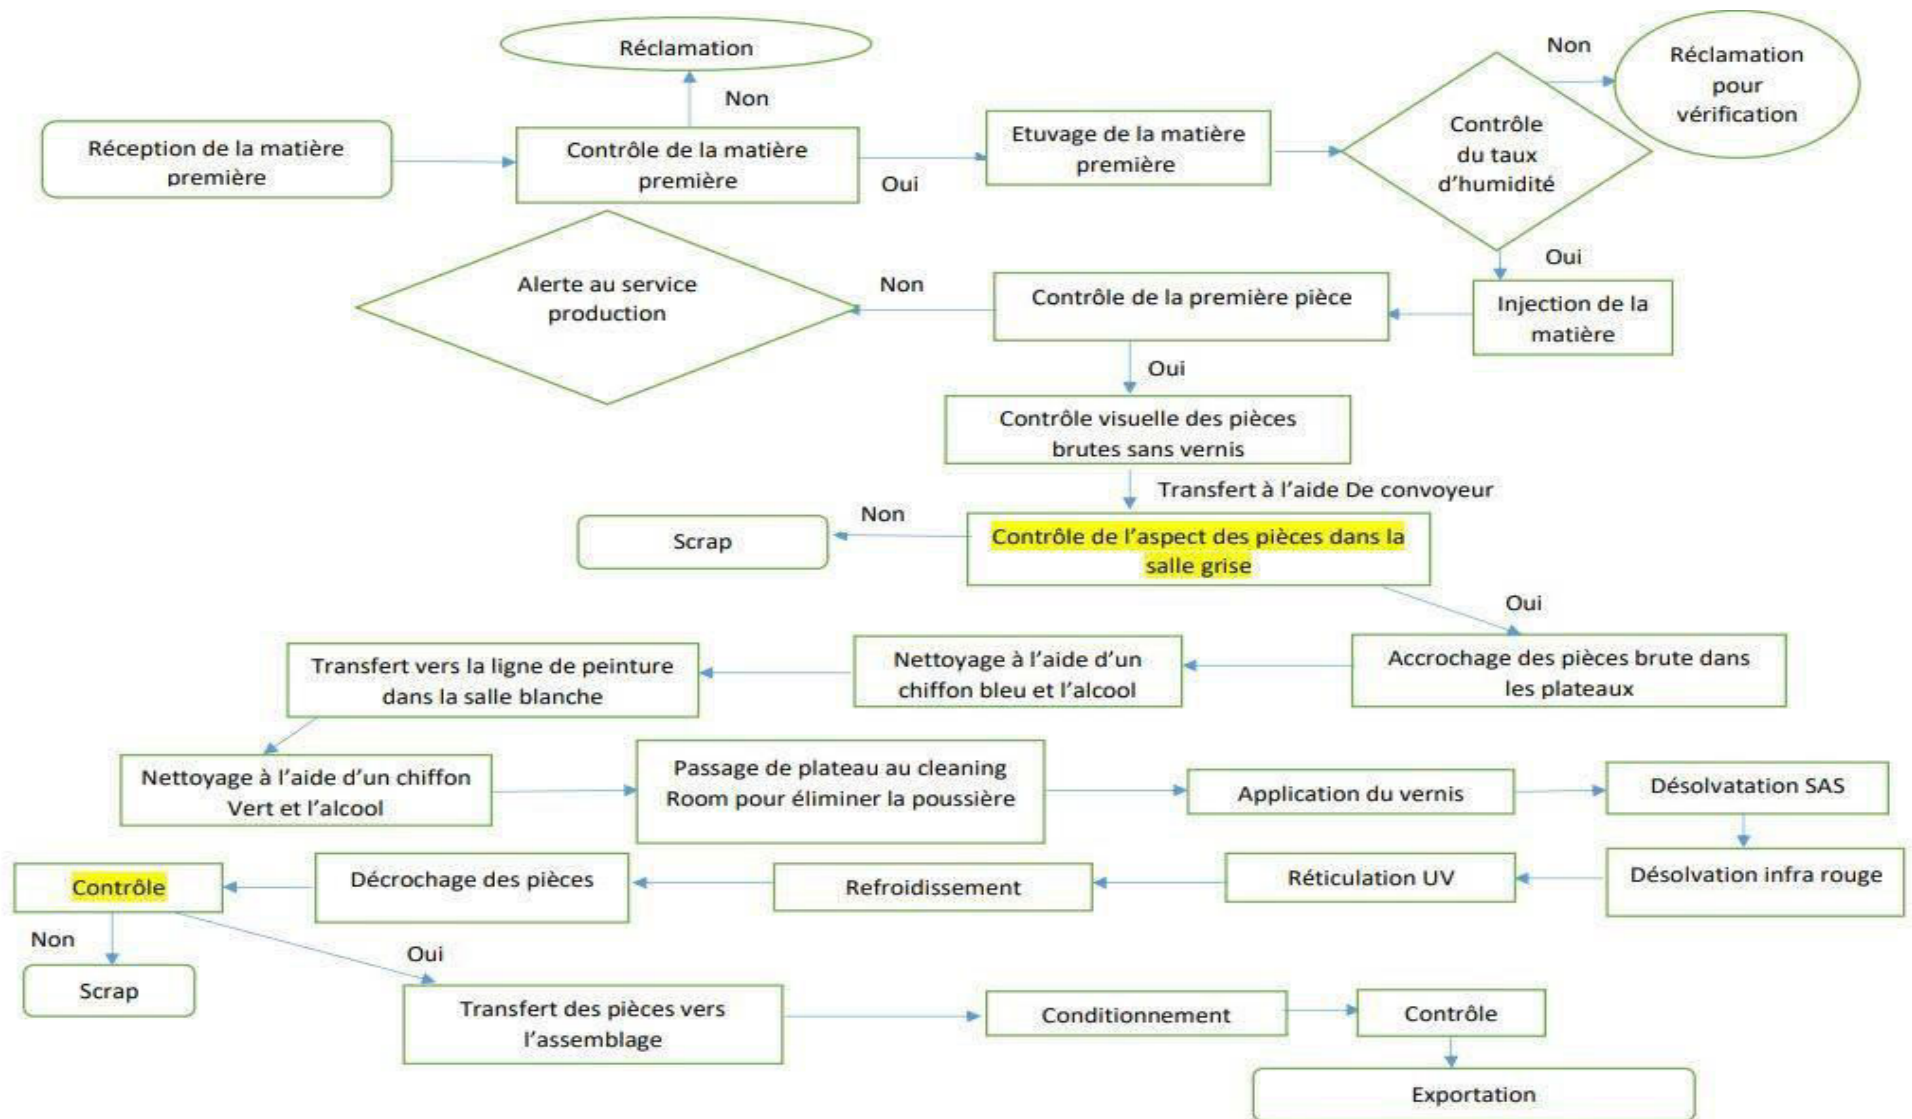 Réclamation
Non
Réception de la matière
première
Contrôle de la matière
première
Oui
Etuvage de la matière
première
Contrôle
du taux
d'humidité
Non
Réclamation
pour
vérification
Oui
Injection de la
matière
Contrôle de la première pièce
Non
Alerte au service
production
Oui
Contrôle visuelle des pièces
brutes sans vernis
Transfert à l'aide De convoyeur
Contrôle de l'aspect des pièces dans la
salle grise
Non
Scrap
Oui
Accrochage des pièces brute dans
les plateaux
Nettoyage à l'aide d'un
chiffon bleu et l'alcool
Transfert vers la ligne de peinture
dans la salle blanche
Nettoyage à l'aide d'un chiffon
Vert et l'alcool
Passage de plateau au cleaning
Room pour éliminer la poussière
Application du vernis
Désolvatation SAS
Désolvation infra rouge
Réticulation UV
Refroidissement
Décrochage des pièces
Contrôle
Non
Scrap
Oui
Transfert des pièces vers
l'assemblage
Conditionnement
Contrôle
Exportation